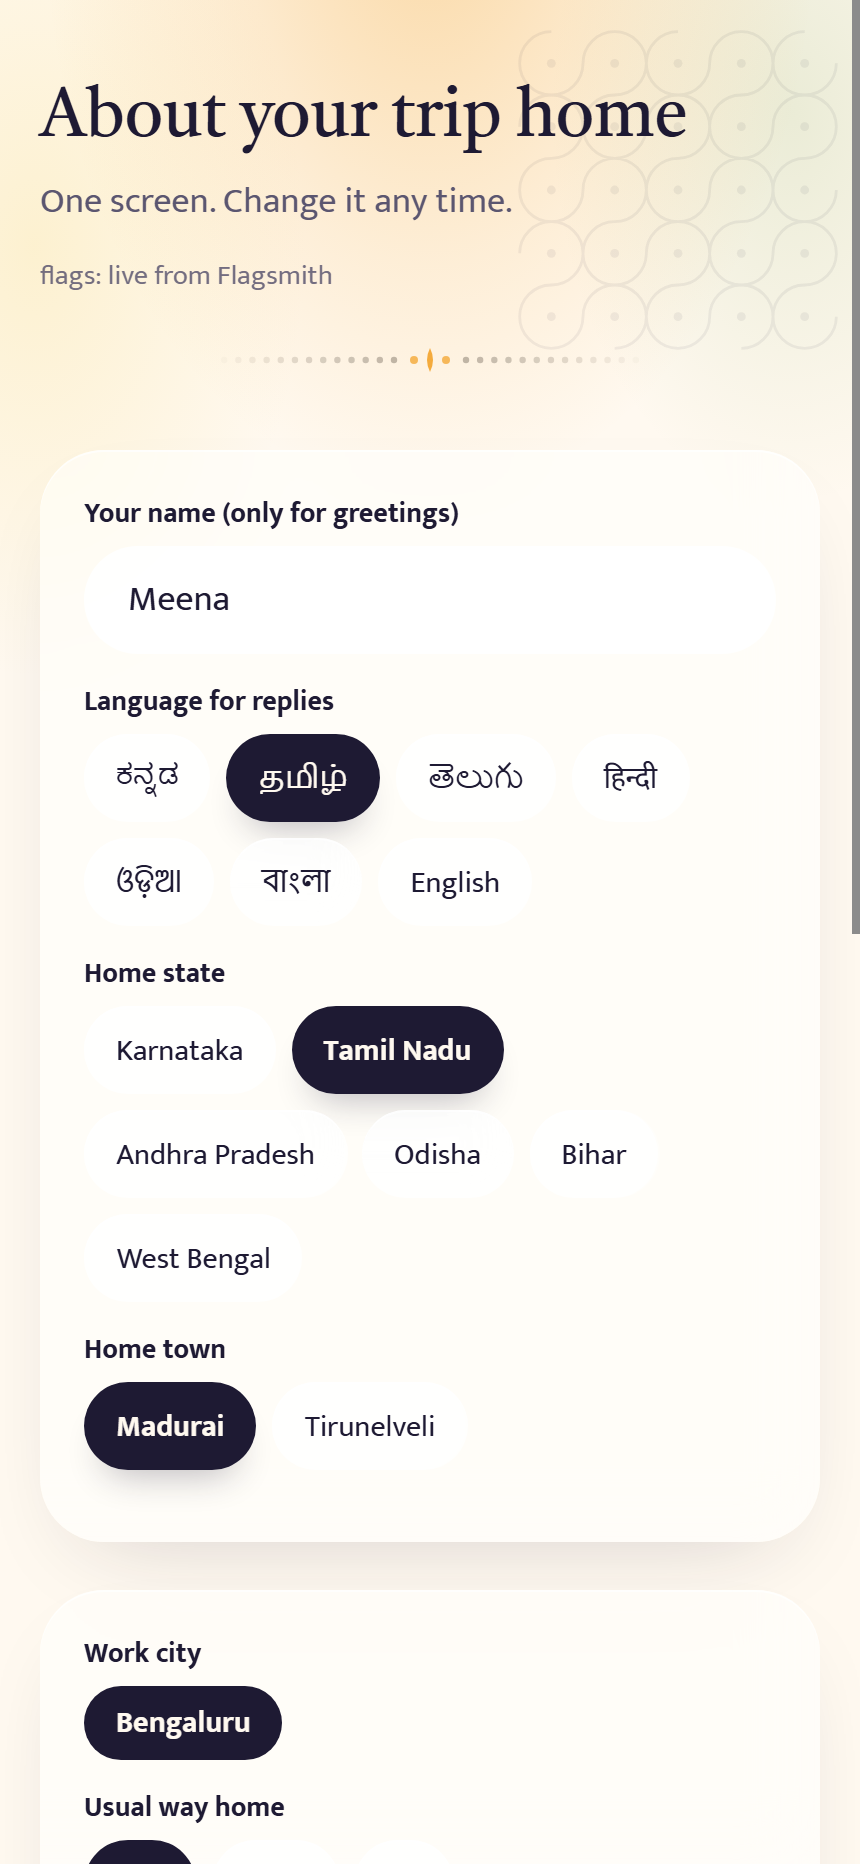 About your trip home
One screen. Change it any time.
flags: live from Flagsmith
Your name (only for greetings)
Meena
Language for replies
ಕನ್ನಡ தமிழ் తెలుగు हिन्दी
ଓଡ଼ିଆ বাংলা English
Home state
Karnataka Tamil Nadu
Andhra Pradesh Odisha Bihar
West Bengal
Home town
Madurai Tirunelveli
Work city
Bengaluru
Usual way home